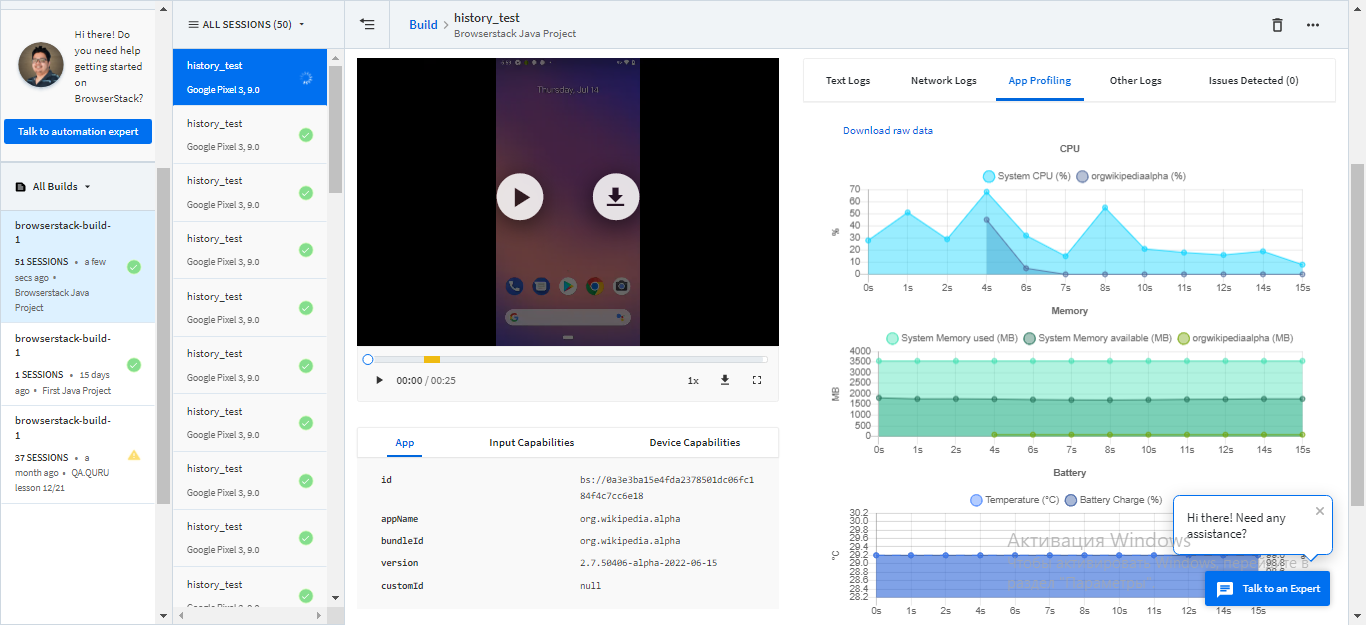 Hi there! Do
you need help
getting started
on
BrowserStack?
Talk to automation expert
All Builds
browserstack-build-
1
51 SESSIONS • a few
secs ago •
Browserstack Java
Project
browserstack-build-
1
1 SESSIONS • 15 days
ago • First Java Project
browserstack-build-
1
37 SESSIONS • a
month ago • QA.QURU
lesson 12/21
ALL SESSIONS (50)
history_test
Google Pixel 3, 9.0
history_test
Google Pixel 3, 9.0
history_test
Google Pixel 3, 9.0
history_test
Google Pixel 3, 9.0
history_test
Google Pixel 3, 9.0
history_test
Google Pixel 3, 9.0
history_test
Google Pixel 3, 9.0
history_test
Google Pixel 3, 9.0
history_test
Google Pixel 3, 9.0
history_test
Google Pixel 3, 9.0
Build > history_test
Browserstack Java Project
Thursday, Jul 14
00:00 / 00:25
1x
App Input Capabilities Device Capabilities
id bs://0a3e3ba15e4fda2378501dc06fc1
84f4c7cc6e18
appName org.wikipedia.alpha
bundleId org.wikipedia.alpha
version 2.7.50406-alpha-2022-06-15
customId null
Text Logs Network Logs App Profiling Other Logs Issues Detected (0)
Download raw data
CPU
System CPU (%) orgwikipediaalpha (%)
70
60
50
40
30
20
10
0
%
0s 1s 2s 4s 6s 7s 8s 10s 11s 12s 14s 15s
Memory
System Memory used (MB) System Memory available (MB) orgwikipediaalpha (MB)
4000
3500
3000
2500
2000
1500
1000
500
0
MB
0s 1s 2s 4s 6s 7s 8s 10s 11s 12s 14s 15s
Battery
Temperature (°C) Battery Charge (%)
30.2
30.0
29.8
29.6
29.4
29.2
29.0
28.8
28.6
28.4
28.2
°C
0s 1s 2s 4s 6s 7s 8s 10s 11s 12s 14s 15s
Активация Windows
Hi there! Need any
assistance?
Talk to an Expert